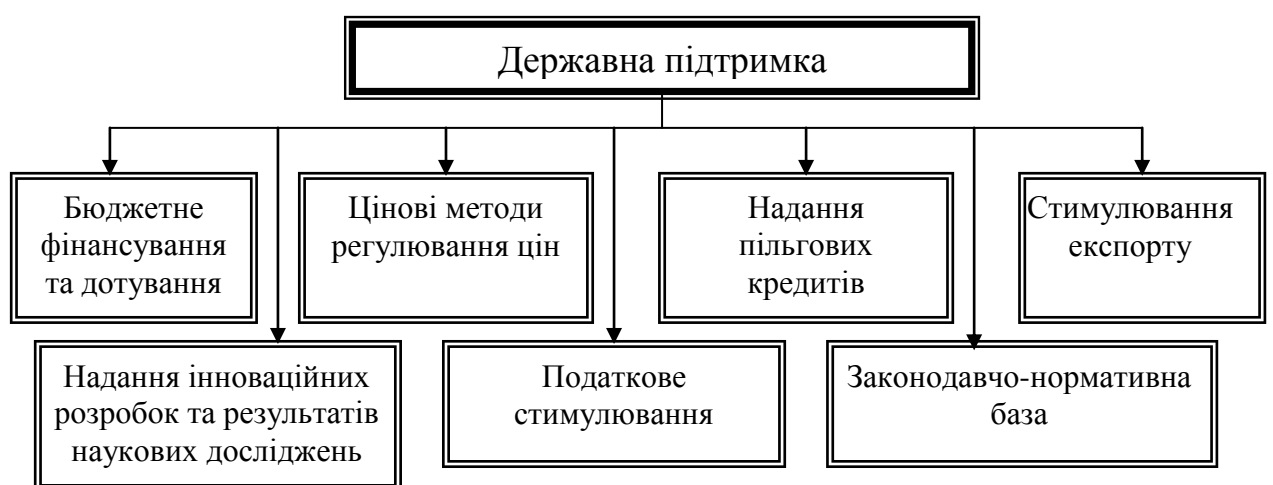 Державна підтримка
Бюджетне
фінансування
та дотування
Цінові методи
регулювання цін
Надання
пільгових
кредитів
Стимулювання
експорту
Надання інноваційних
розробок та результатів
наукових досліджень
Податкове
стимулювання
Законодавчо-нормативна
база